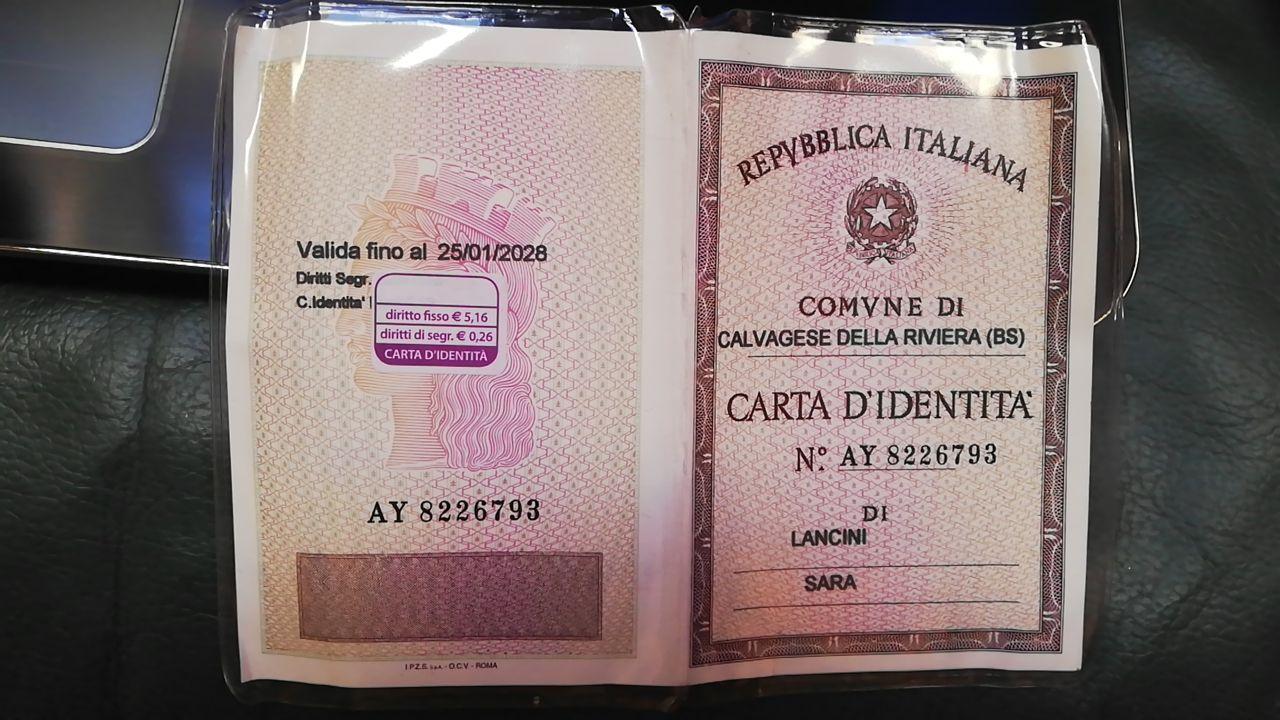 Valida fino al 25/01/2028
Diritti Segr.
C.Identita'
diritto fisso € 5,16
diritti di segr. € 0,26
CARTA D'IDENTITÀ
AY 8226793
I.P.Z.S. S.p.A. - O.C.V. - ROMA
REPVBBLICA ITALIANA
COMVNE DI
CALVAGESE DELLA RIVIERA (BS)
CARTA D'IDENTITA'
N° AY 8226793
DI
LANCINI
SARA